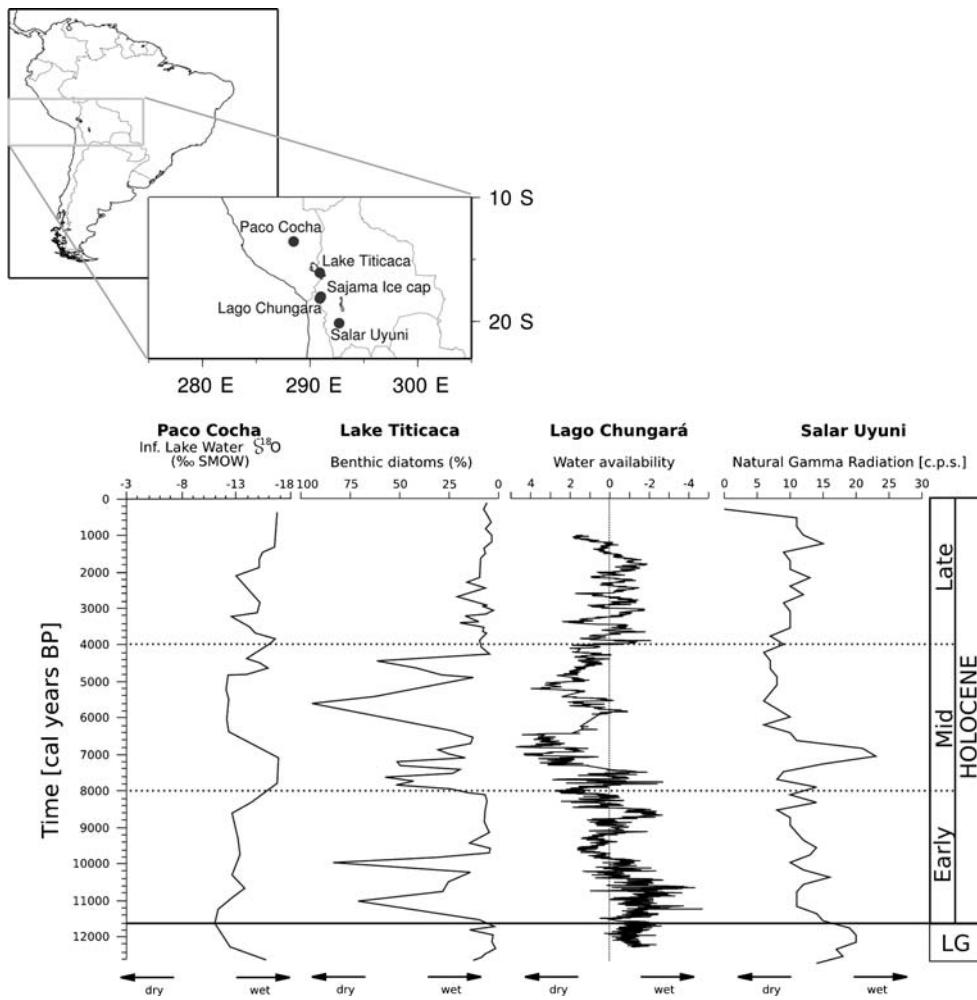 10 S
Paco Cocha
Lake Titicaca
Sajama Ice cap
Lago Chungara
Salar Uyuni
20 S
280 E 290 E 300 E
Paco Cocha Lake Titicaca Lago Chungará Salar Uyuni
Inf. Lake Water δ18O
(‰ SMOW) Benthic diatoms (%) Water availability Natural Gamma Radiation [c.p.s.]
-3 -8 -13 -18 100 75 50 25 0 4 2 0 -2 -4 0 5 10 15 20 25 30
0
1000
2000
3000
4000
5000
6000
7000
8000
9000
10000
11000
12000
Time [cal years BP]
Late
Mid
Early
HOLOCENE
LG
dry wet dry wet dry wet dry wet